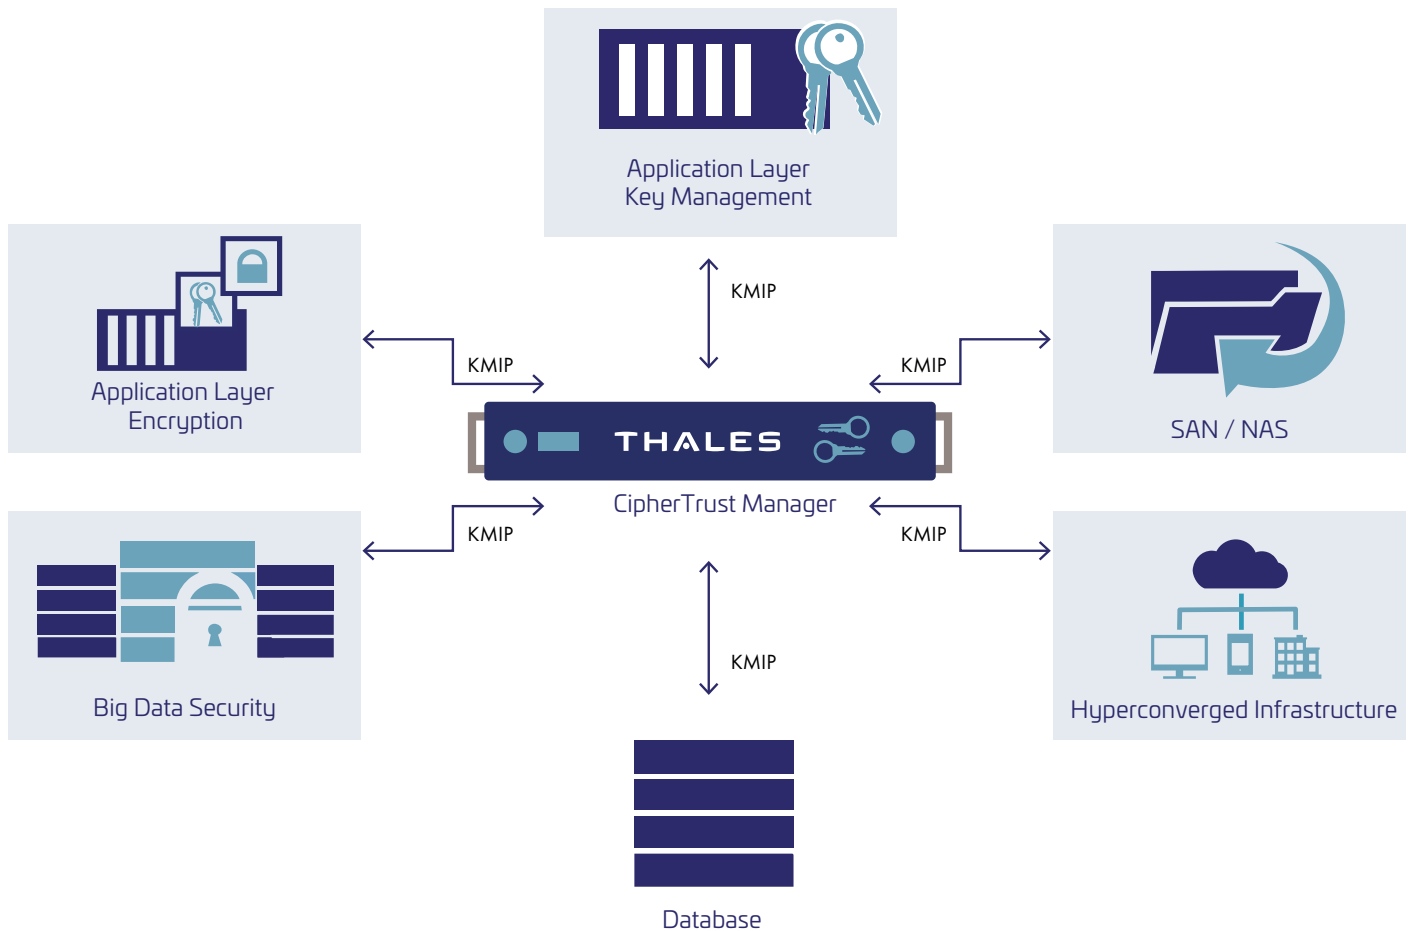 Application Layer
Key Management
KMIP
Application Layer
Encryption
KMIP
KMIP
SAN / NAS
THALES
CipherTrust Manager
KMIP
KMIP
Big Data Security
Hyperconverged Infrastructure
KMIP
Database